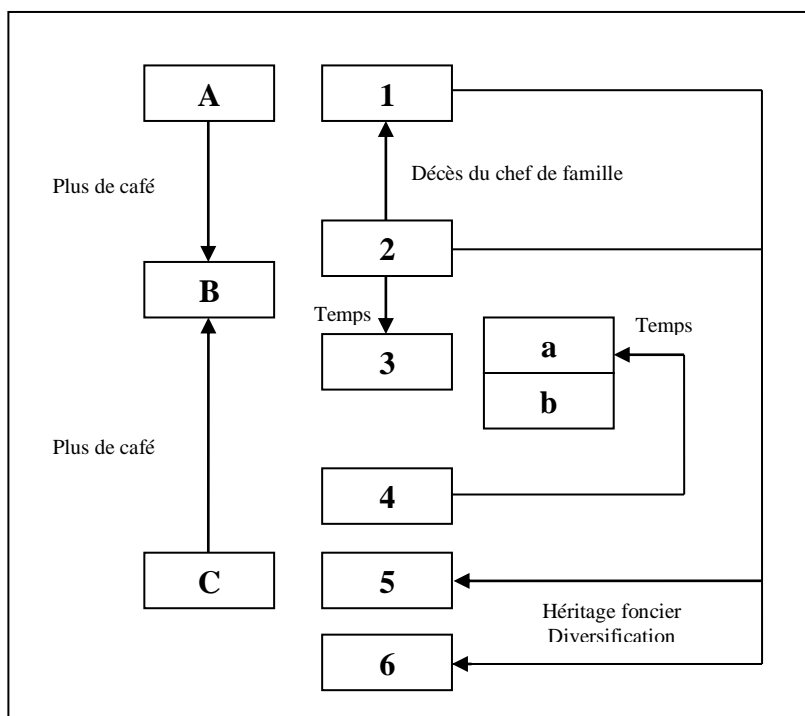 A
1
Plus de café
Décès du chef de famille
2
B
Temps
Temps
a
3
b
Plus de café
4
C
5
Héritage foncier
Diversification
6